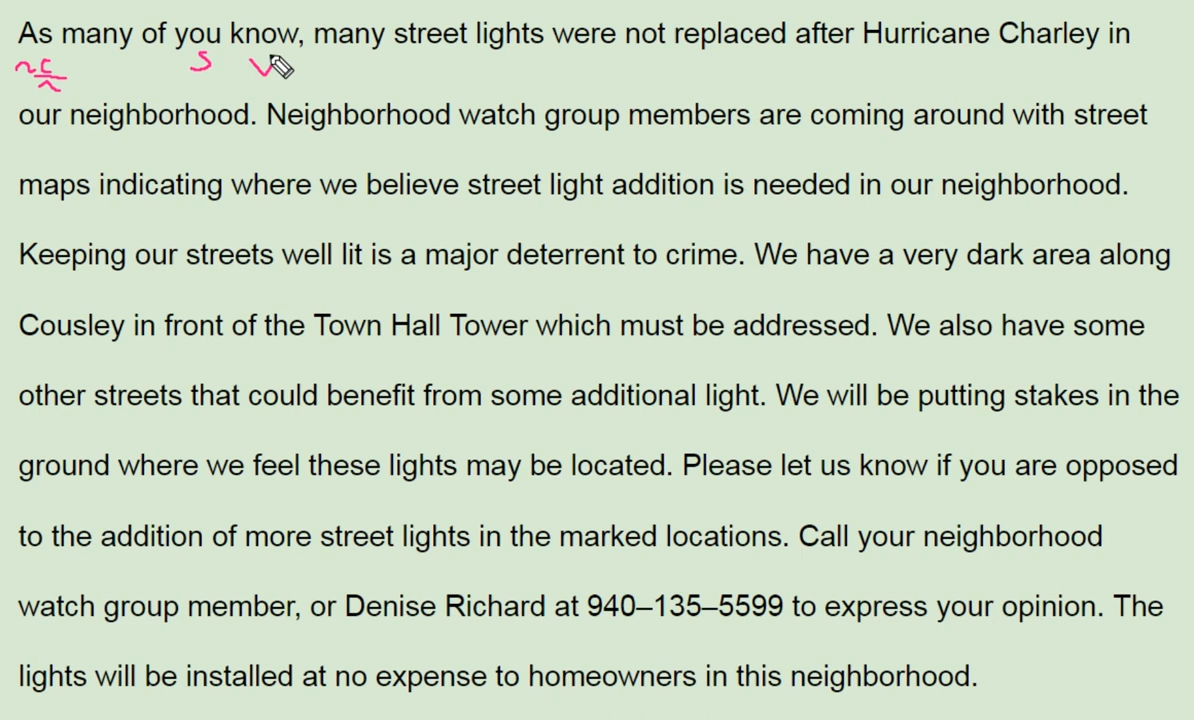 As many of you know, many street lights were not replaced after Hurricane Charley in
S V
our neighborhood. Neighborhood watch group members are coming around with street
maps indicating where we believe street light addition is needed in our neighborhood.
Keeping our streets well lit is a major deterrent to crime. We have a very dark area along
Cousley in front of the Town Hall Tower which must be addressed. We also have some
other streets that could benefit from some additional light. We will be putting stakes in the
ground where we feel these lights may be located. Please let us know if you are opposed
to the addition of more street lights in the marked locations. Call your neighborhood
watch group member, or Denise Richard at 940–135–5599 to express your opinion. The
lights will be installed at no expense to homeowners in this neighborhood.